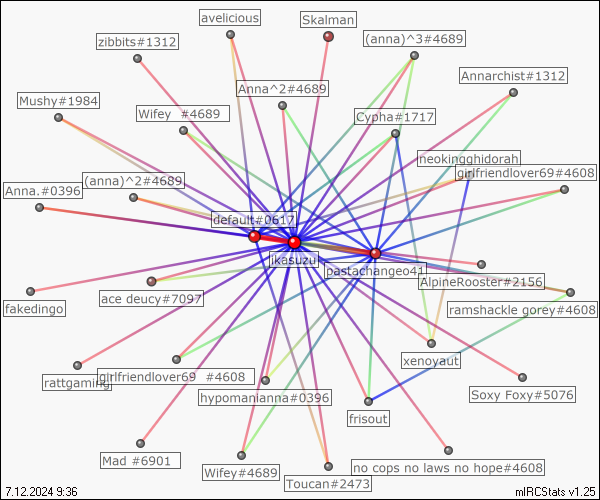 avelicious
Skalman
zibbits#1312
(anna)^3#4689
Annarchist#1312
Anna^2#4689
Mushy#1984
Wifey #4689
Cypha#1717
neokingghidorah
girlfriendlover69#4608
(anna)^2#4689
Anna.#0396
default#0617
ikasuzu
pastachangeo41
AlpineRooster#2156
ace deucy#7097
fakedingo
ramshackle gorey#4608
xenoyaut
rattgaming
girlfriendlover69 #4608
hypomanianna#0396
Soxy Foxy#5076
frisout
Mad #6901
Wifey#4689
no cops no laws no hope#4608
Toucan#2473
7.12.2024 9:36
mIRCStats v1.25